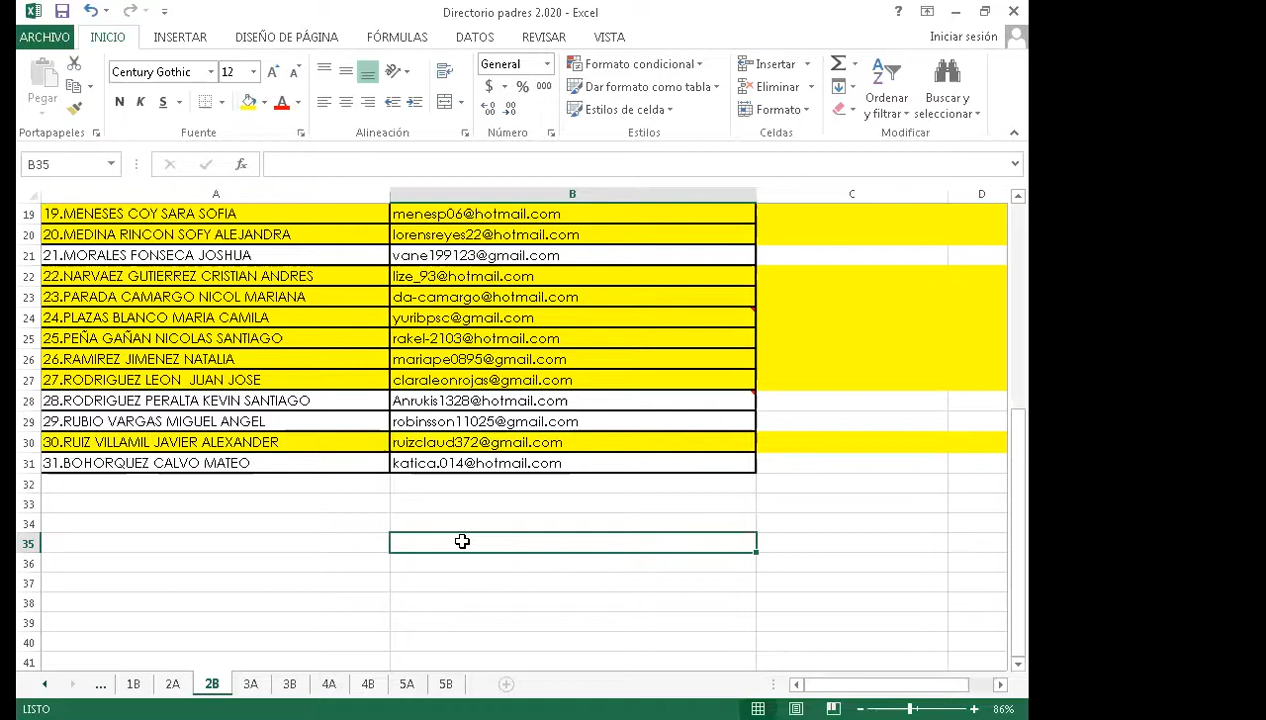 Directorio padres 2.020 - Excel
ARCHIVO INICIO INSERTAR DISEÑO DE PÁGINA FÓRMULAS DATOS REVISAR VISTA Iniciar sesión
Century Gothic 12 General Formato condicional Insertar
Pegar N K S $ % 000 Dar formato como tabla Eliminar Ordenar y filtrar Buscar y seleccionar
Estilos de celda Formato
Portapapeles Fuente Alineación Número Estilos Celdas Modificar
B35 fx
A B C D
19 19.MENESES COY SARA SOFIA menesp06@hotmail.com
20 20.MEDINA RINCON SOFY ALEJANDRA lorensreyes22@hotmail.com
21 21.MORALES FONSECA JOSHUA vane199123@gmail.com
22 22.NARVAEZ GUTIERREZ CRISTIAN ANDRES lize_93@hotmail.com
23 23.PARADA CAMARGO NICOL MARIANA da-camargo@hotmail.com
24 24.PLAZAS BLANCO MARIA CAMILA yuribpsc@gmail.com
25 25.PEÑA GAÑAN NICOLAS SANTIAGO rakel-2103@hotmail.com
26 26.RAMIREZ JIMENEZ NATALIA mariape0895@gmail.com
27 27.RODRIGUEZ LEON  JUAN JOSE claraleonrojas@gmail.com
28 28.RODRIGUEZ PERALTA KEVIN SANTIAGO Anrukis1328@hotmail.com
29 29.RUBIO VARGAS MIGUEL ANGEL robinsson11025@gmail.com
30 30.RUIZ VILLAMIL JAVIER ALEXANDER ruizclaud372@gmail.com
31 31.BOHORQUEZ CALVO MATEO katica.014@hotmail.com
32
33
34
35
36
37
38
39
40
41
... 1B 2A 2B 3A 3B 4A 4B 5A 5B
LISTO 86%